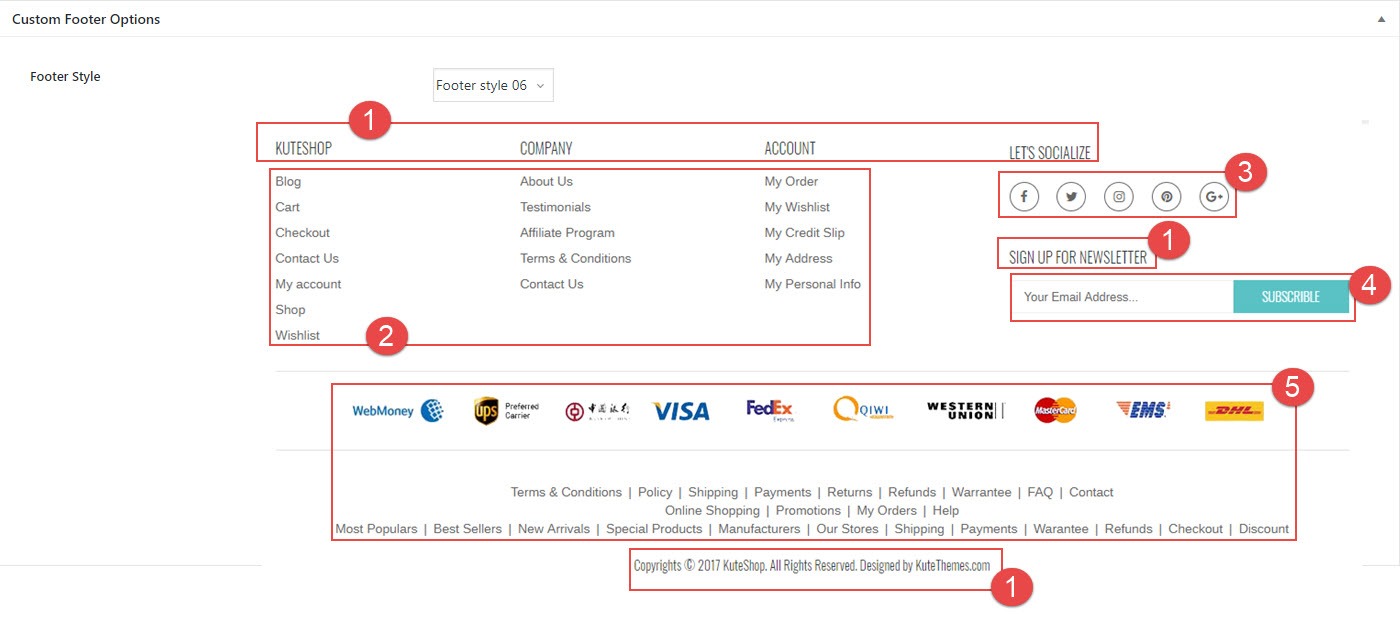 Custom Footer Options
Footer Style
Footer style 06
1
KUTESHOP
COMPANY
ACCOUNT
LET'S SOCIALIZE
Blog
Cart
Checkout
Contact Us
My account
Shop
Wishlist
2
About Us
Testimonials
Affiliate Program
Terms & Conditions
Contact Us
My Order
My Wishlist
My Credit Slip
My Address
My Personal Info
3
G+
1
SIGN UP FOR NEWSLETTER
4
Your Email Address...
SUBSCRIBLE
5
WebMoney
ups Preferred
Carrier
中国银行
VISA
FedEx
Express
QIWI
WESTERN
UNION
MasterCard
EMS
DHL
Terms & Conditions | Policy | Shipping | Payments | Returns | Refunds | Warrantee | FAQ | Contact
Online Shopping | Promotions | My Orders | Help
Most Populars | Best Sellers | New Arrivals | Special Products | Manufacturers | Our Stores | Shipping | Payments | Warantee | Refunds | Checkout | Discount
Copyrights © 2017 KuteShop. All Rights Reserved. Designed by KuteThemes.com
1